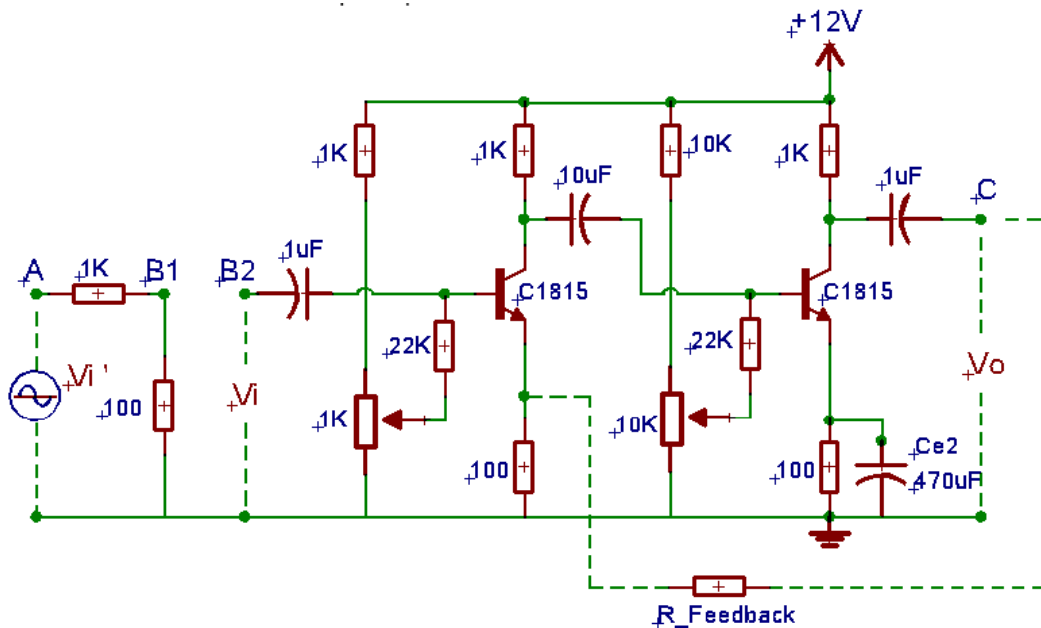 +12V
1K
1K
10K
1K
10uF
1uF
C
A
1K
B1
B2
1uF
C1815
C1815
22K
22K
Vi '
100
Vi
1K
10K
Vo
100
100
Ce2
470uF
R_Feedback